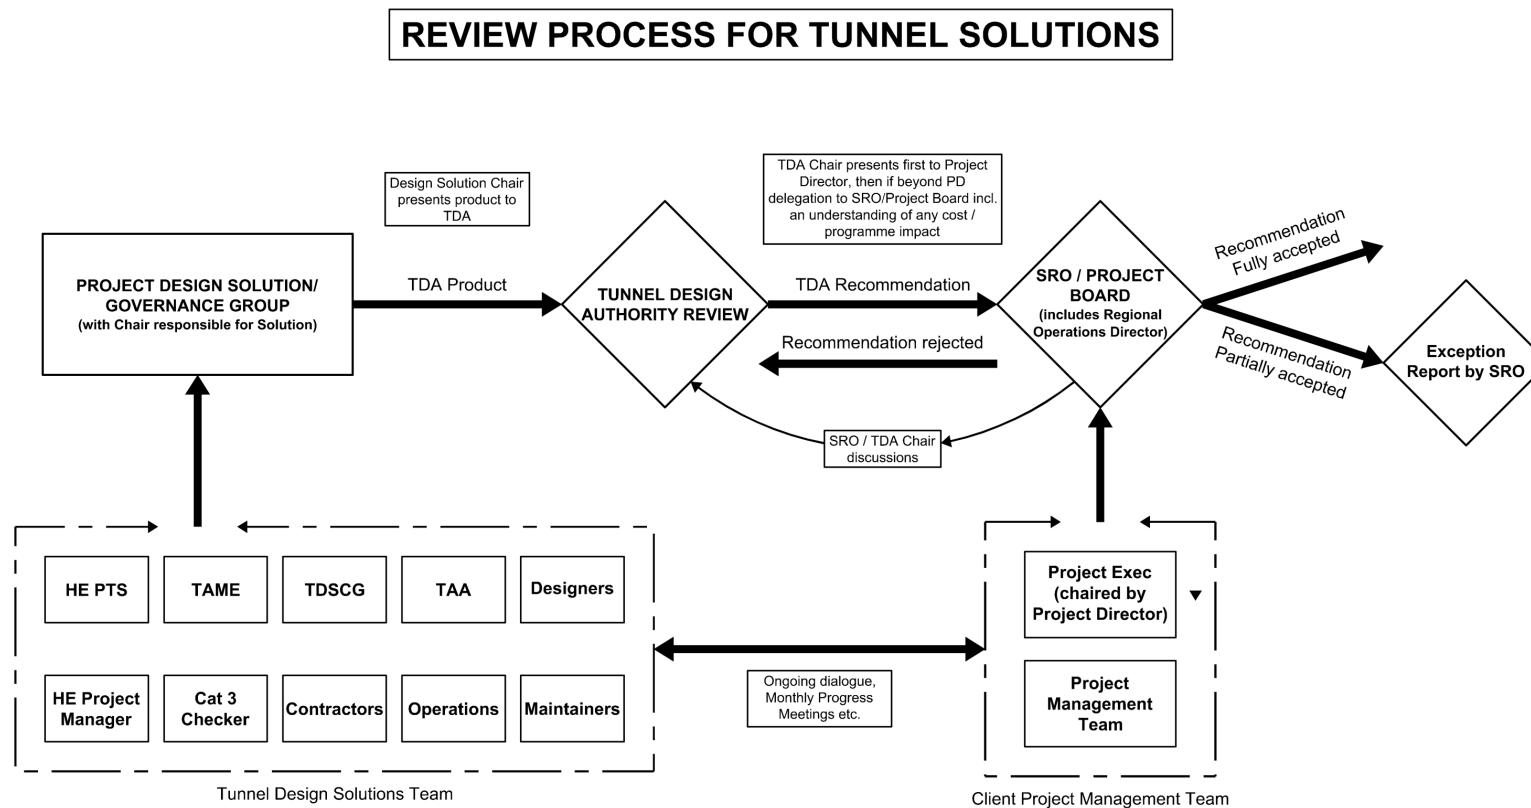 REVIEW PROCESS FOR TUNNEL SOLUTIONS
Design Solution Chair
presents product to
TDA
TDA Chair presents first to Project
Director, then if beyond PD
delegation to SRO/Project Board incl.
an understanding of any cost /
programme impact
PROJECT DESIGN SOLUTION/
GOVERNANCE GROUP
(with Chair responsible for Solution)
TDA Product
TUNNEL DESIGN
AUTHORITY REVIEW
TDA Recommendation
Recommendation rejected
SRO / PROJECT
BOARD
(includes Regional
Operations Director)
Recommendation
Fully accepted
Recommendation
Partially accepted
Exception
Report by SRO
SRO / TDA Chair
discussions
HE PTS
TAME
TDSCG
TAA
Designers
HE Project
Manager
Cat 3
Checker
Contractors
Operations
Maintainers
Tunnel Design Solutions Team
Ongoing dialogue,
Monthly Progress
Meetings etc.
Project Exec
(chaired by
Project Director)
Project
Management
Team
Client Project Management Team